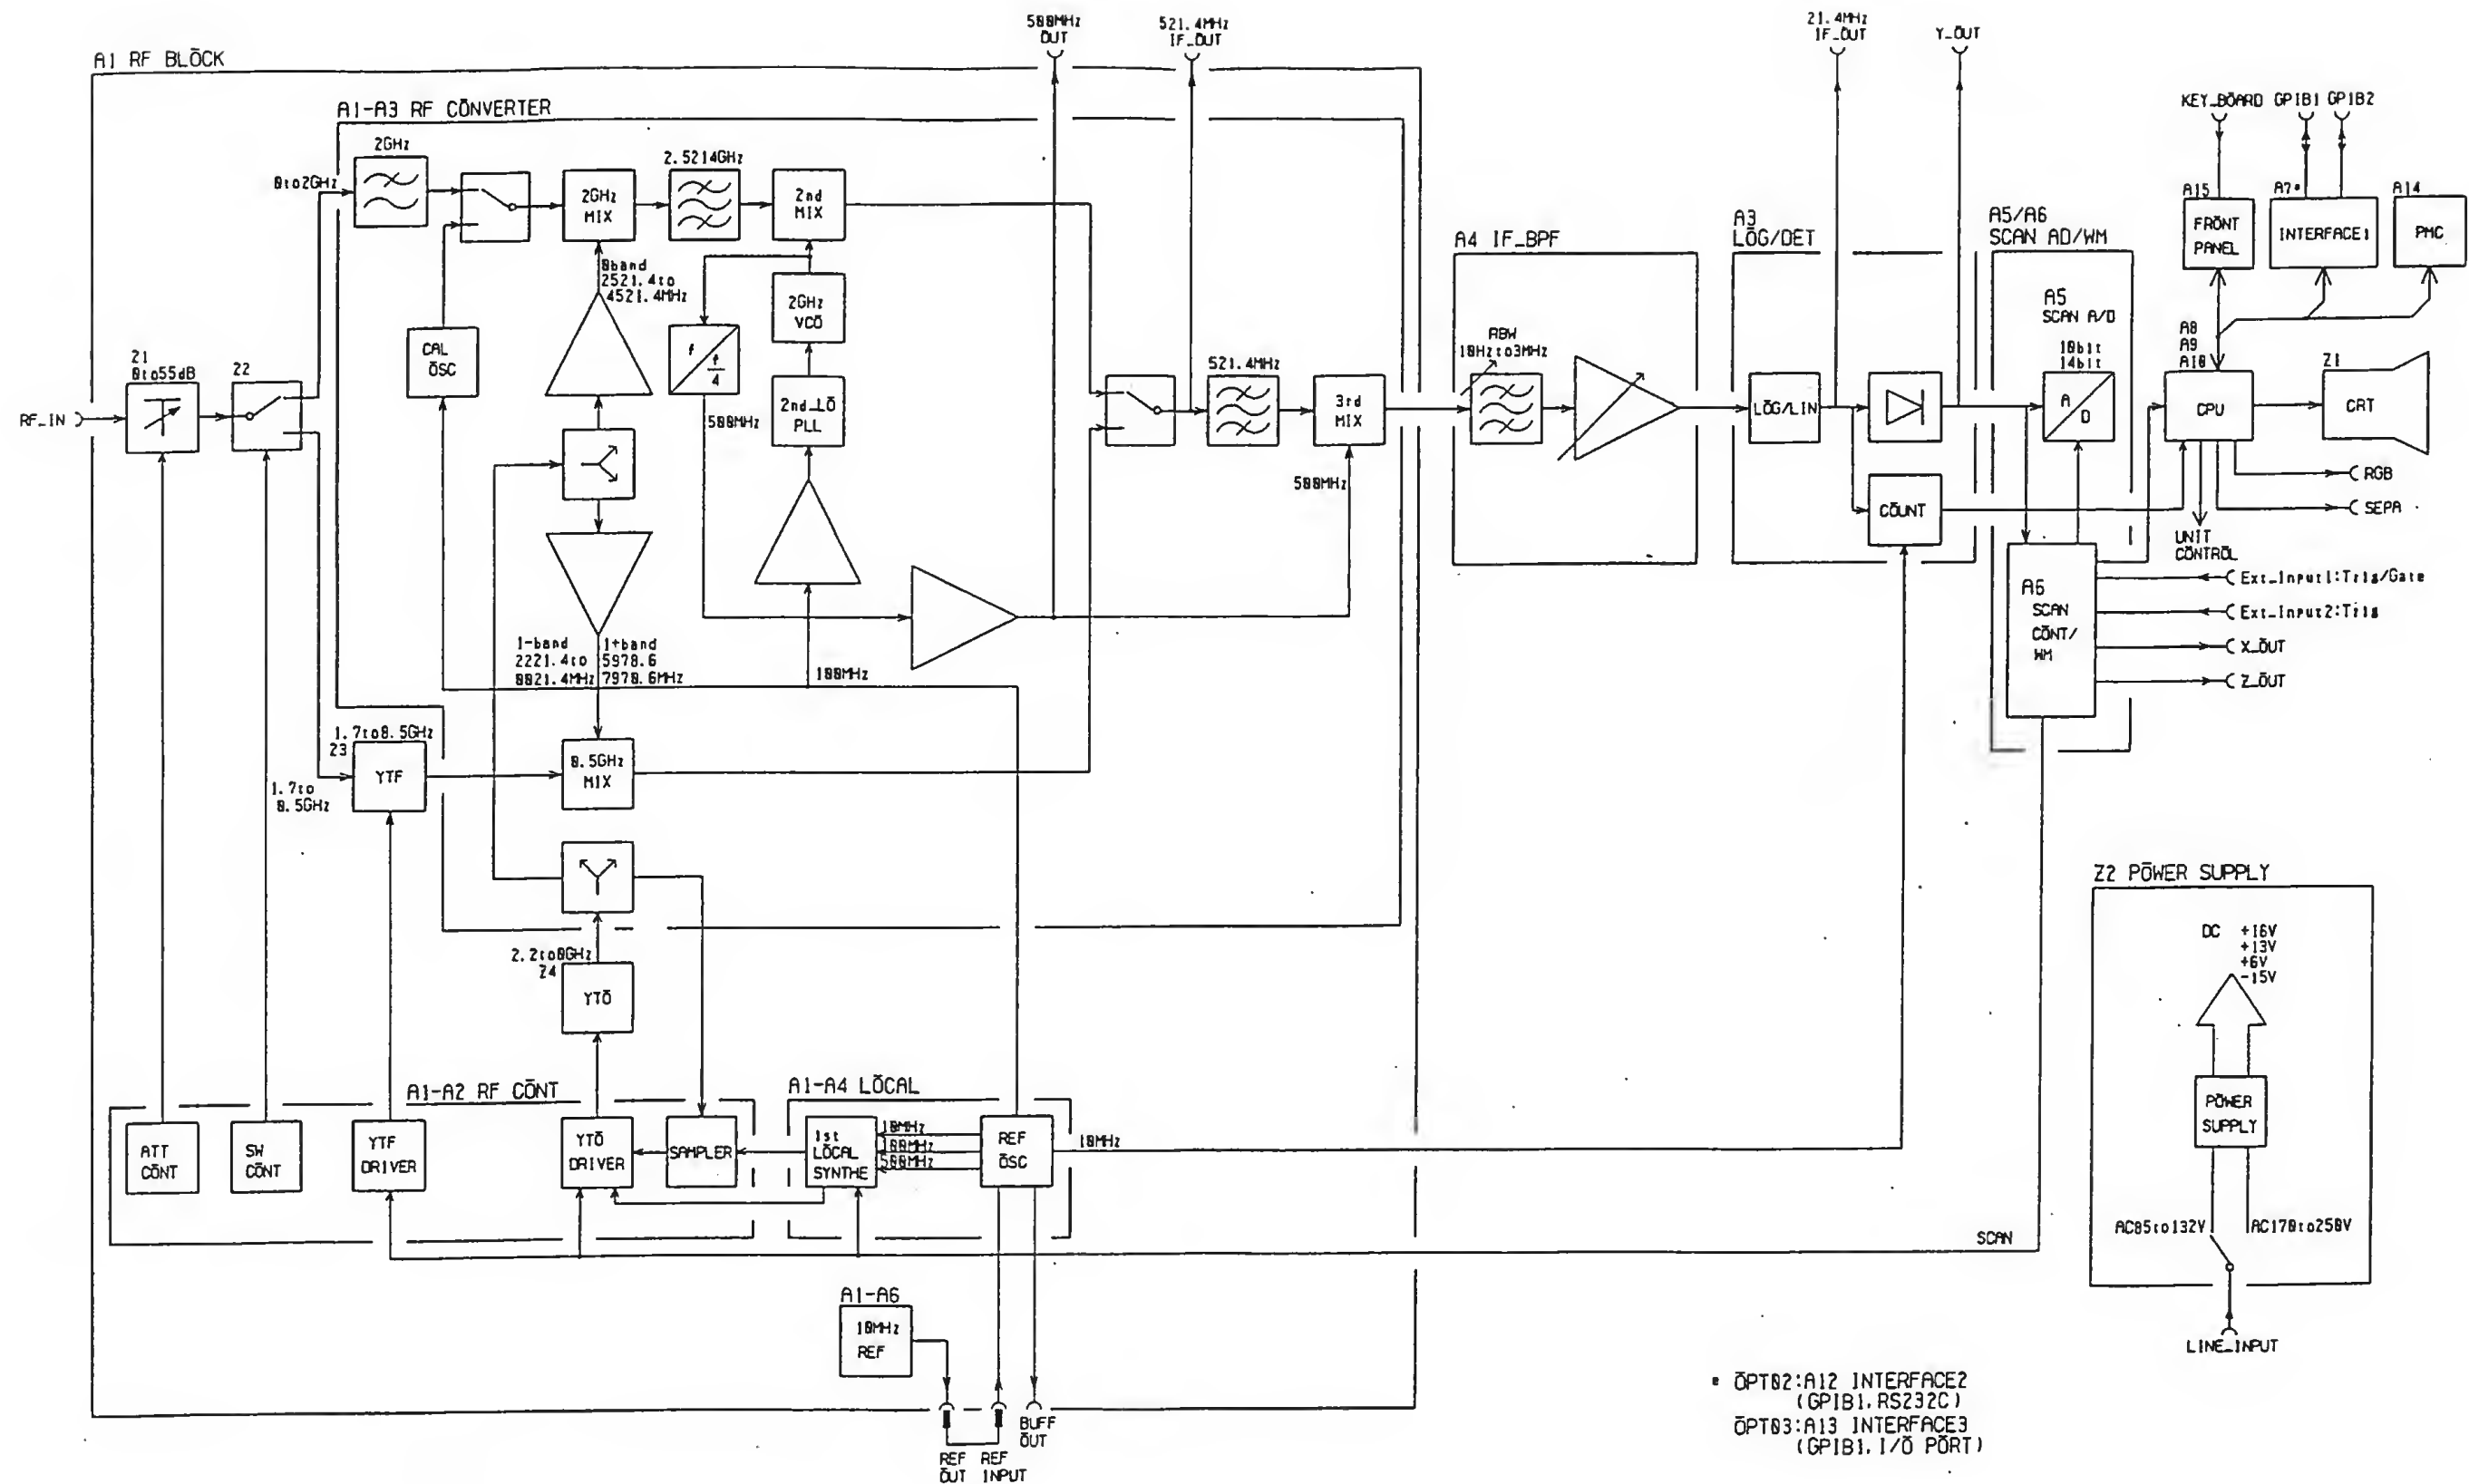 500MHz
OUT
521.4MHz
IF_OUT
21.4MHz
IF_OUT
Y_OUT
A1 RF BLOCK
A1-A3 RF CONVERTER
KEY_BOARD GPIB1 GPIB2
2GHz
2.5214GHz
0to2GHz
2GHz
MIX
2nd
MIX
A15
FRONT
PANEL
A7*
INTERFACE1
A14
PMC
A4 IF_BPF
A3
LOG/DET
A5/A6
SCAN AD/WM
0band
2521.4to
4521.4MHz
2GHz
VCO
f
f
4
A5
SCAN A/D
10bit
14bit
A
D
A8
A9
A10
CPU
Z1
CRT
RBW
10Hzto3MHz
CAL
OSC
Z1
0to55dB
Z2
521.4MHz
3rd
MIX
2nd_LO
PLL
LOG/LIN
RF_IN
500MHz
500MHz
RGB
COUNT
SEPA
UNIT
CONTROL
Ext_Input1:Trig/Gate
Ext_Input2:Trig
A6
SCAN
CONT/
WM
X_OUT
Z_OUT
1-band
2221.4to
8021.4MHz
1+band
5978.6
7978.6MHz
100MHz
1.7to8.5GHz
Z3
YTF
1.7to
8.5GHz
8.5GHz
MIX
Z2 POWER SUPPLY
DC +16V
+13V
+6V
-15V
2.2to8GHz
Z4
YTO
A1-A2 RF CONT
A1-A4 LOCAL
ATT
CONT
SW
CONT
YTF
DRIVER
YTO
DRIVER
SAMPLER
1st
LOCAL
SYNTHE
10MHz
100MHz
500MHz
REF
OSC
10MHz
POWER
SUPPLY
AC85to132V
AC170to250V
SCAN
A1-A6
10MHz
REF
LINE_INPUT
REF
OUT
REF
INPUT
BUFF
OUT
* OPT02:A12 INTERFACE2
(GPIB1.RS232C)
OPT03:A13 INTERFACE3
(GPIB1.I/O PORT)